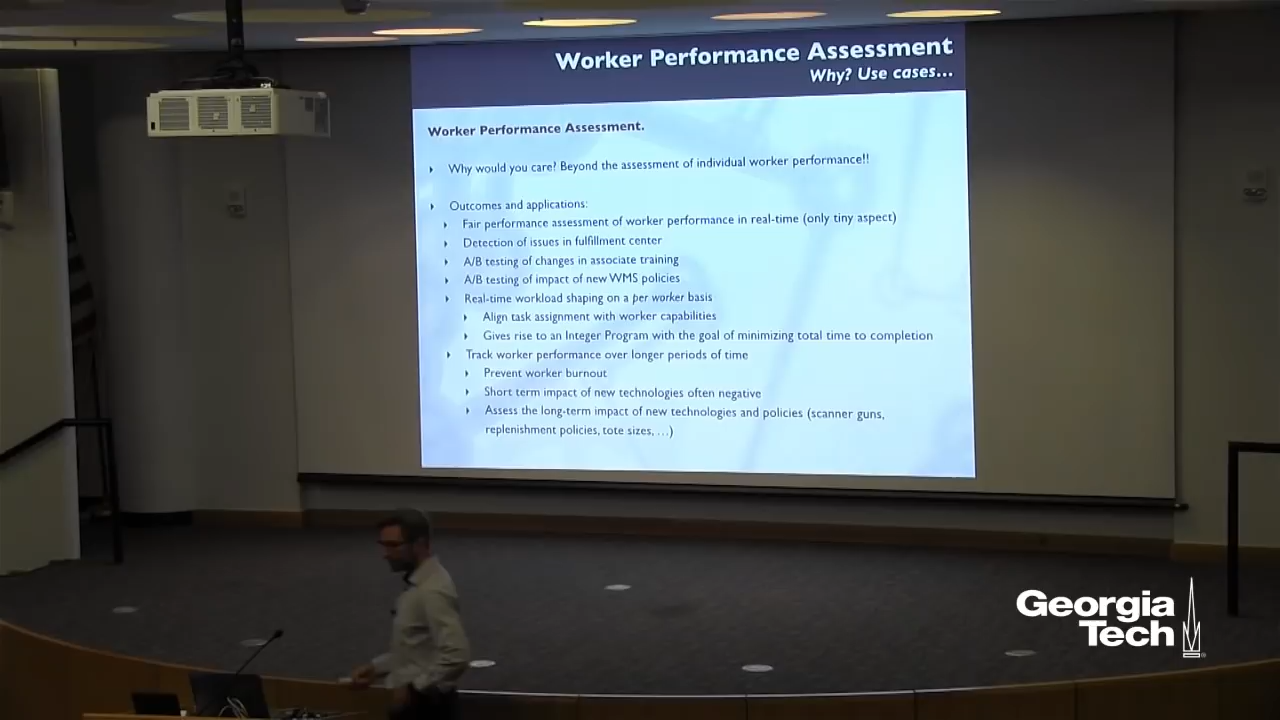 Worker Performance Assessment
Why? Use cases...
Worker Performance Assessment.
Why would you care? Beyond the assessment of individual worker performance!!
Outcomes and applications:
Fair performance assessment of worker performance in real-time (only tiny aspect)
Detection of issues in fulfillment center
A/B testing of changes in associate training
A/B testing of impact of new WMS policies
Real-time workload shaping on a per worker basis
Align task assignment with worker capabilities
Gives rise to an Integer Program with the goal of minimizing total time to completion
Track worker performance over longer periods of time
Prevent worker burnout
Short term impact of new technologies often negative
Assess the long-term impact of new technologies and policies (scanner guns,
replenishment policies, tote sizes, ...)
Georgia
Tech